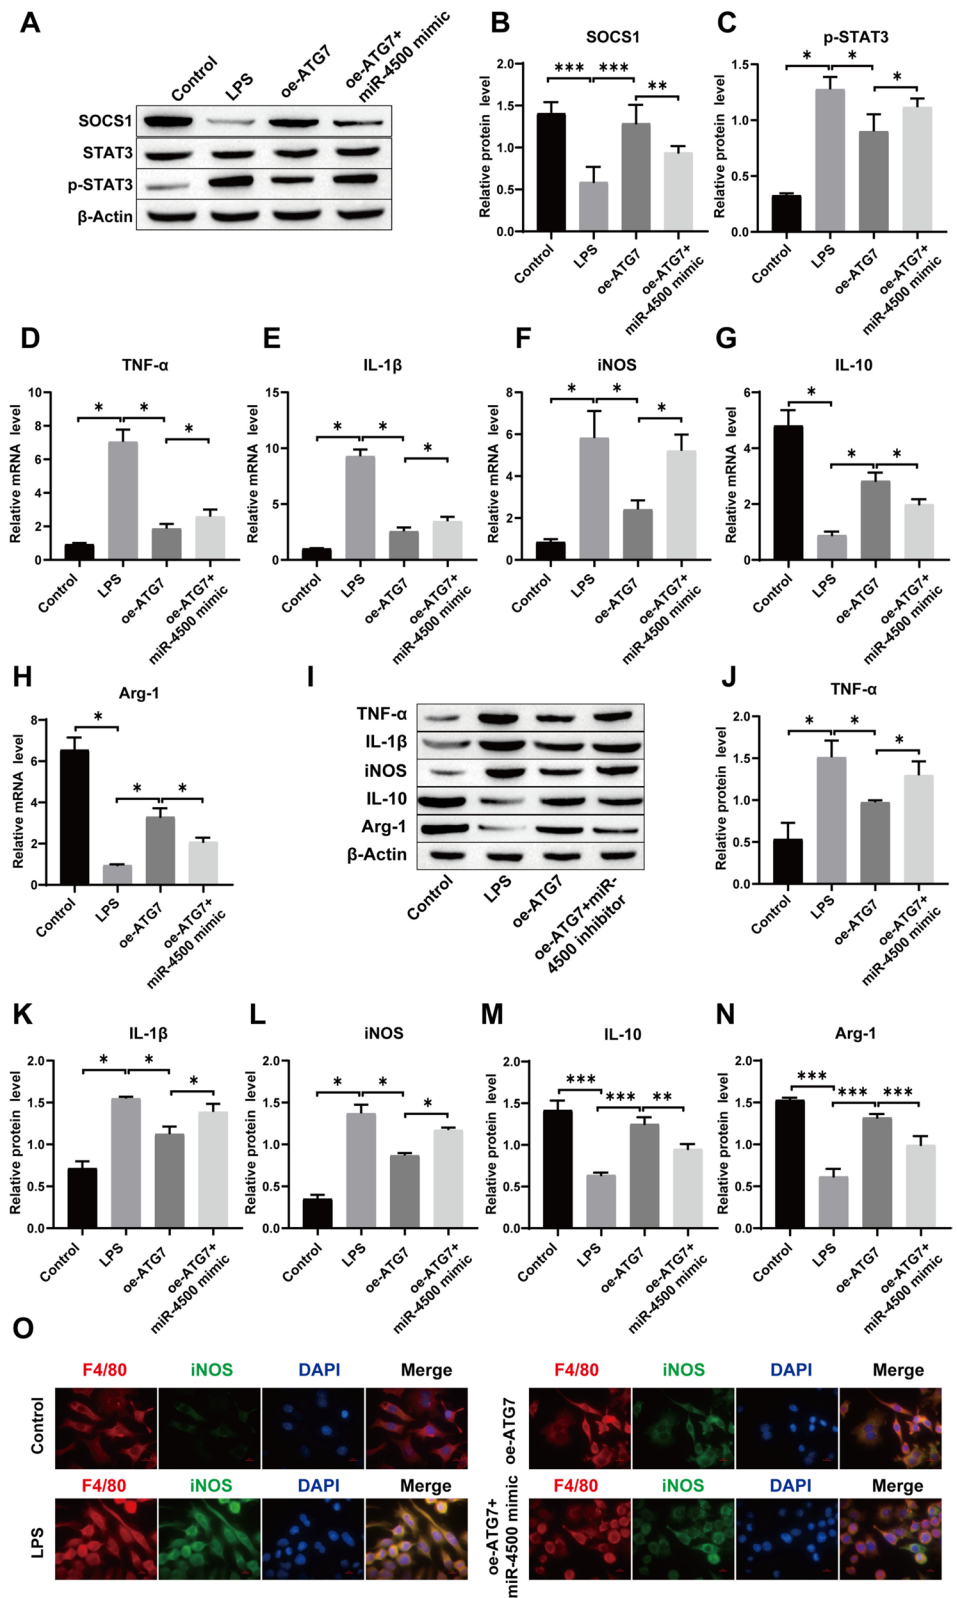 A
Control
LPS
oe-ATG7
oe-ATG7+
miR-4500 mimic
SOCS1
STAT3
p-STAT3
β-Actin
B
SOCS1
Relative protein level
2.0
1.5
1.0
0.5
0.0
*** *** **
Control
LPS
oe-ATG7
oe-ATG7+
miR-4500 mimic
C
p-STAT3
Relative protein level
1.5
1.0
0.5
0.0
* * *
Control
LPS
oe-ATG7
oe-ATG7+
miR-4500 mimic
D
TNF-α
Relative mRNA level
10
8
6
4
2
0
* * *
Control
LPS
oe-ATG7
oe-ATG7+
miR-4500 mimic
E
IL-1β
Relative mRNA level
15
10
5
0
* * *
Control
LPS
oe-ATG7
oe-ATG7+
miR-4500 mimic
F
iNOS
Relative mRNA level
8
6
4
2
0
* * *
Control
LPS
oe-ATG7
oe-ATG7+
miR-4500 mimic
G
IL-10
Relative mRNA level
6
4
2
0
* * *
Control
LPS
oe-ATG7
oe-ATG7+
miR-4500 mimic
H
Arg-1
Relative mRNA level
8
6
4
2
0
* * *
Control
LPS
oe-ATG7
oe-ATG7+
miR-4500 mimic
I
TNF-α
IL-1β
iNOS
IL-10
Arg-1
β-Actin
Control
LPS
oe-ATG7
oe-ATG7+miR-
4500 inhibitor
J
TNF-α
Relative protein level
2.0
1.5
1.0
0.5
0.0
* * *
Control
LPS
oe-ATG7
oe-ATG7+
miR-4500 mimic
K
IL-1β
Relative protein level
2.0
1.5
1.0
0.5
0.0
* * *
Control
LPS
oe-ATG7
oe-ATG7+
miR-4500 mimic
L
iNOS
Relative protein level
2.0
1.5
1.0
0.5
0.0
* * *
Control
LPS
oe-ATG7
oe-ATG7+
miR-4500 mimic
M
IL-10
Relative protein level
2.0
1.5
1.0
0.5
0.0
*** *** **
Control
LPS
oe-ATG7
oe-ATG7+
miR-4500 mimic
N
Arg-1
Relative protein level
2.0
1.5
1.0
0.5
0.0
*** *** ***
Control
LPS
oe-ATG7
oe-ATG7+
miR-4500 mimic
O
F4/80 iNOS DAPI Merge
Control
F4/80 iNOS DAPI Merge
LPS
F4/80 iNOS DAPI Merge
oe-ATG7
F4/80 iNOS DAPI Merge
oe-ATG7+
miR-4500 mimic